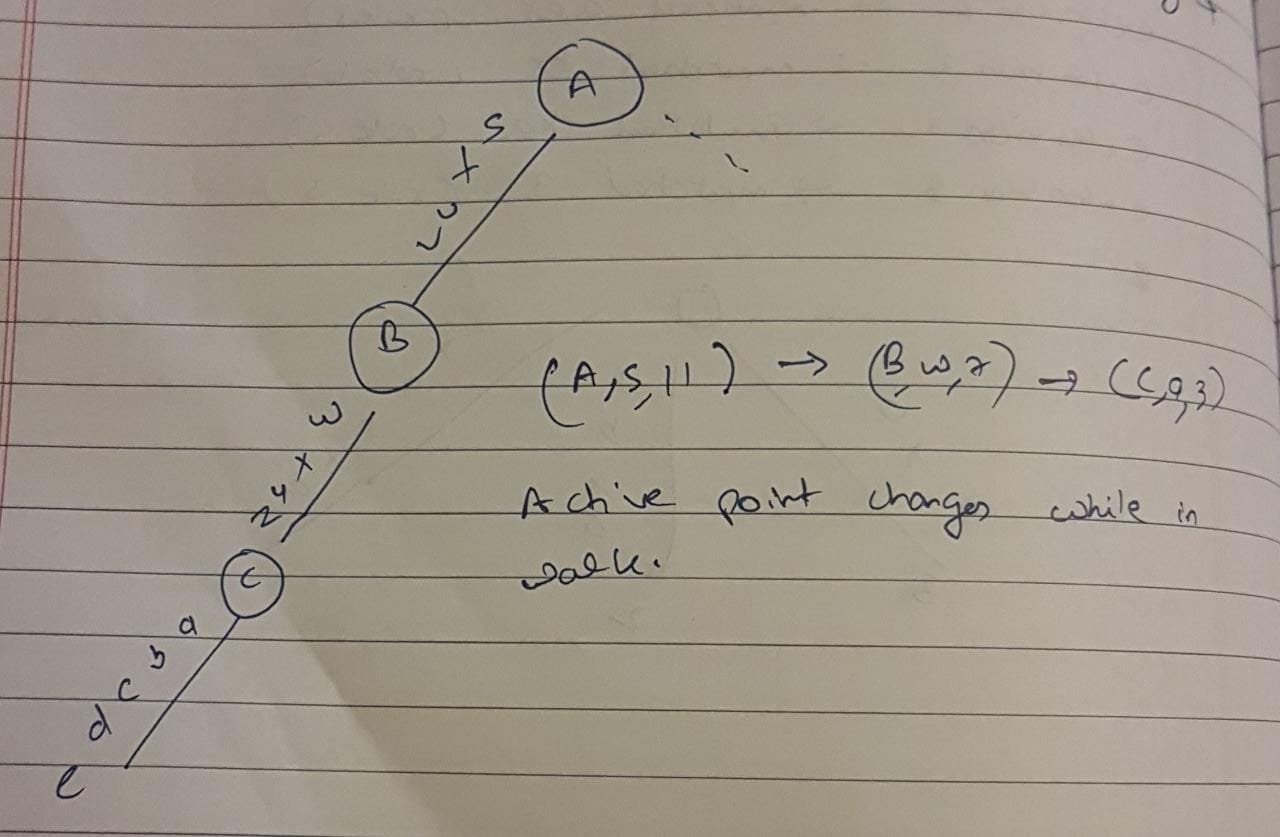 A
s
t
u
v
B
(A,s,11) → (B,w,7) → (C,a,3)
w
x
y
z
Active point changes while in
walk.
C
a
b
c
d
e